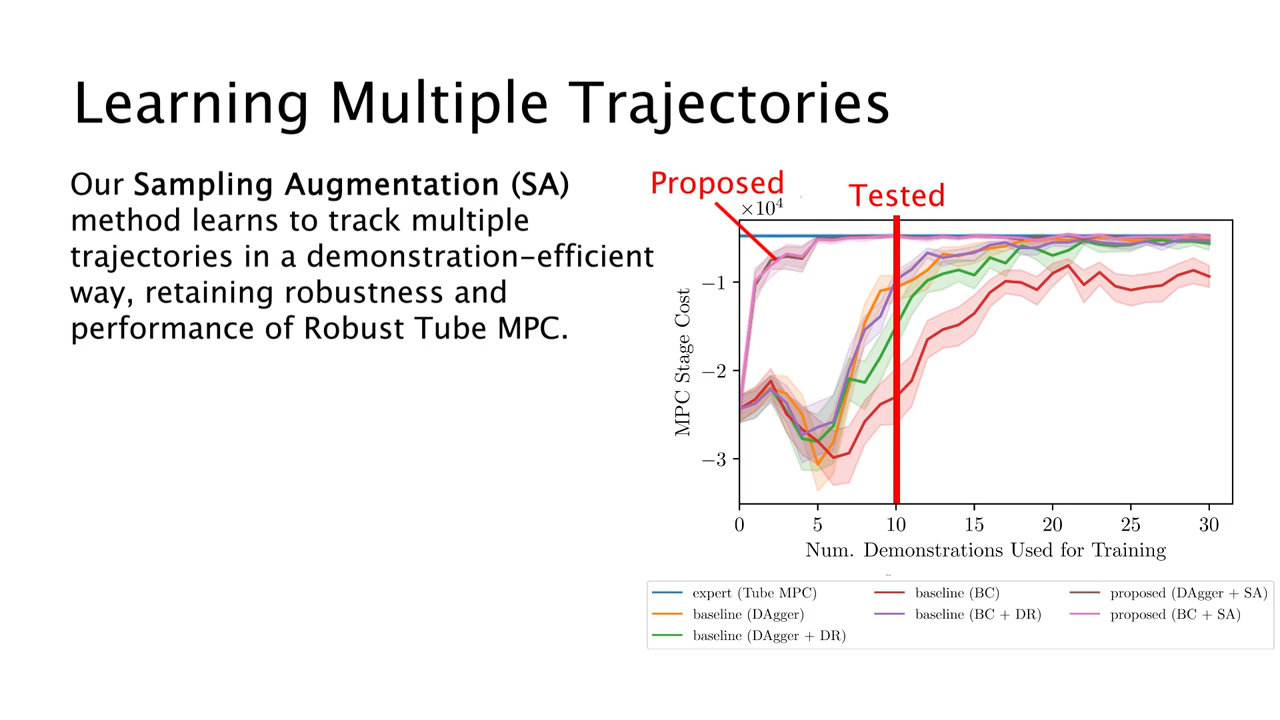 Learning Multiple Trajectories
Our Sampling Augmentation (SA)
method learns to track multiple
trajectories in a demonstration-efficient
way, retaining robustness and
performance of Robust Tube MPC.
Proposed
Tested
×10⁴
−1
−2
−3
MPC Stage Cost
0 5 10 15 20 25 30
Num. Demonstrations Used for Training
expert (Tube MPC) baseline (BC) proposed (DAgger + SA)
baseline (DAgger) baseline (BC + DR) proposed (BC + SA)
baseline (DAgger + DR)